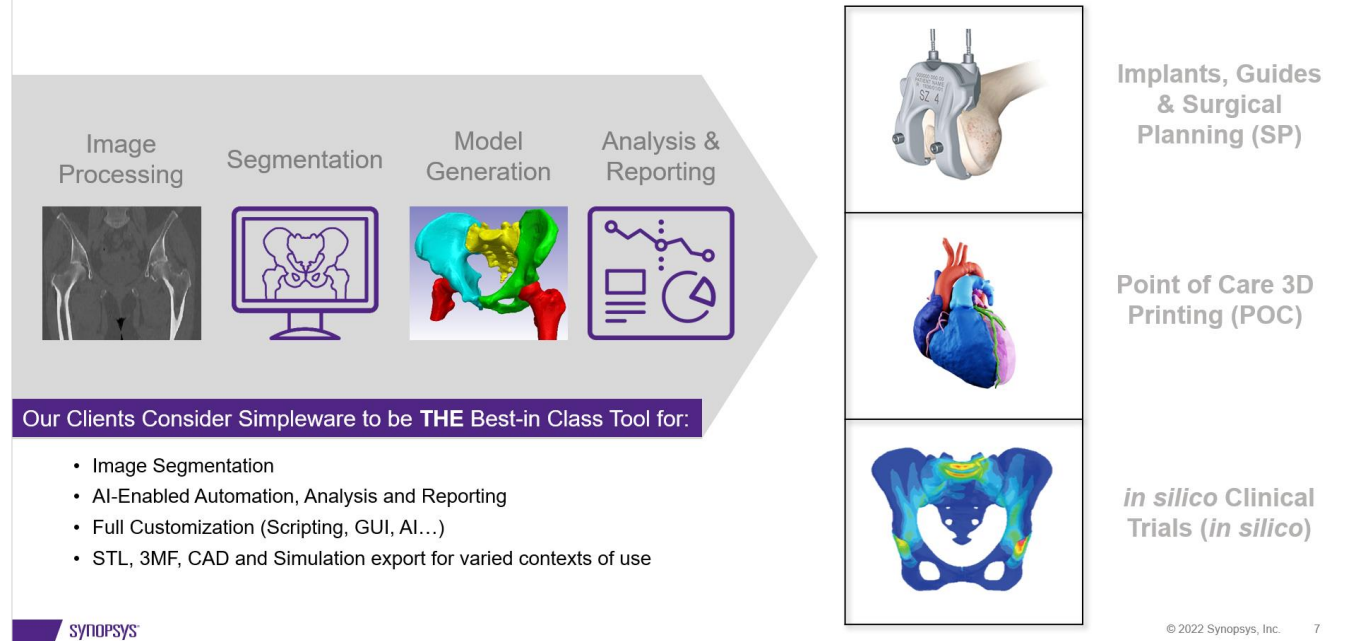 Image
Processing
Segmentation
Model
Generation
Analysis &
Reporting
Our Clients Consider Simpleware to be THE Best-in Class Tool for:
• Image Segmentation
• AI-Enabled Automation, Analysis and Reporting
• Full Customization (Scripting, GUI, AI…)
• STL, 3MF, CAD and Simulation export for varied contexts of use
SZ 4
Implants, Guides
& Surgical
Planning (SP)
Point of Care 3D
Printing (POC)
in silico Clinical
Trials (in silico)
SYNOPSYS
© 2022 Synopsys, Inc.
7